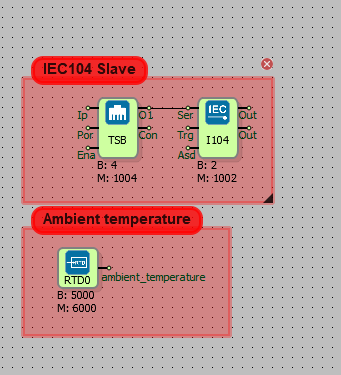 IEC104 Slave
Ip O1 Ser IEC Out
Por Con Trg Out
TSB I104
Ena Asd
B: 4 B: 2
M: 1004 M: 1002
Ambient temperature
RTD
RTD0 ambient_temperature
B: 5000
M: 6000